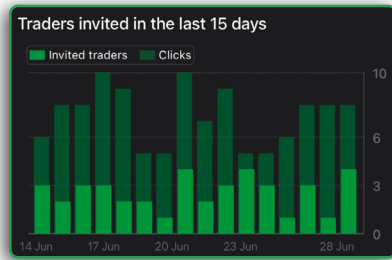 Traders invited in the last 15 days
Invited traders Clicks
10
6
3
0
14 Jun 17 Jun 20 Jun 23 Jun 28 Jun